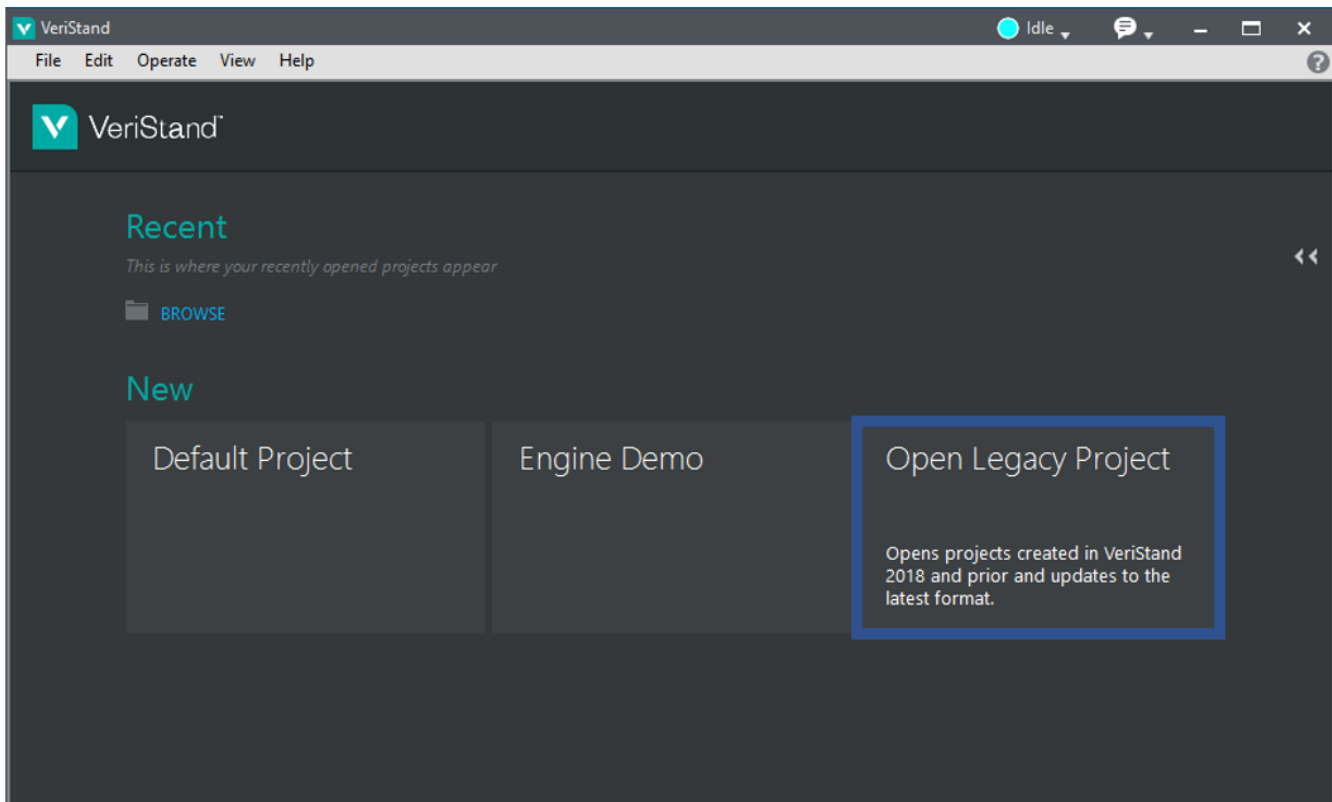 VeriStand
Idle
File Edit Operate View Help
VeriStand™
Recent
This is where your recently opened projects appear
BROWSE
New
Default Project
Engine Demo
Open Legacy Project
Opens projects created in VeriStand
2018 and prior and updates to the
latest format.